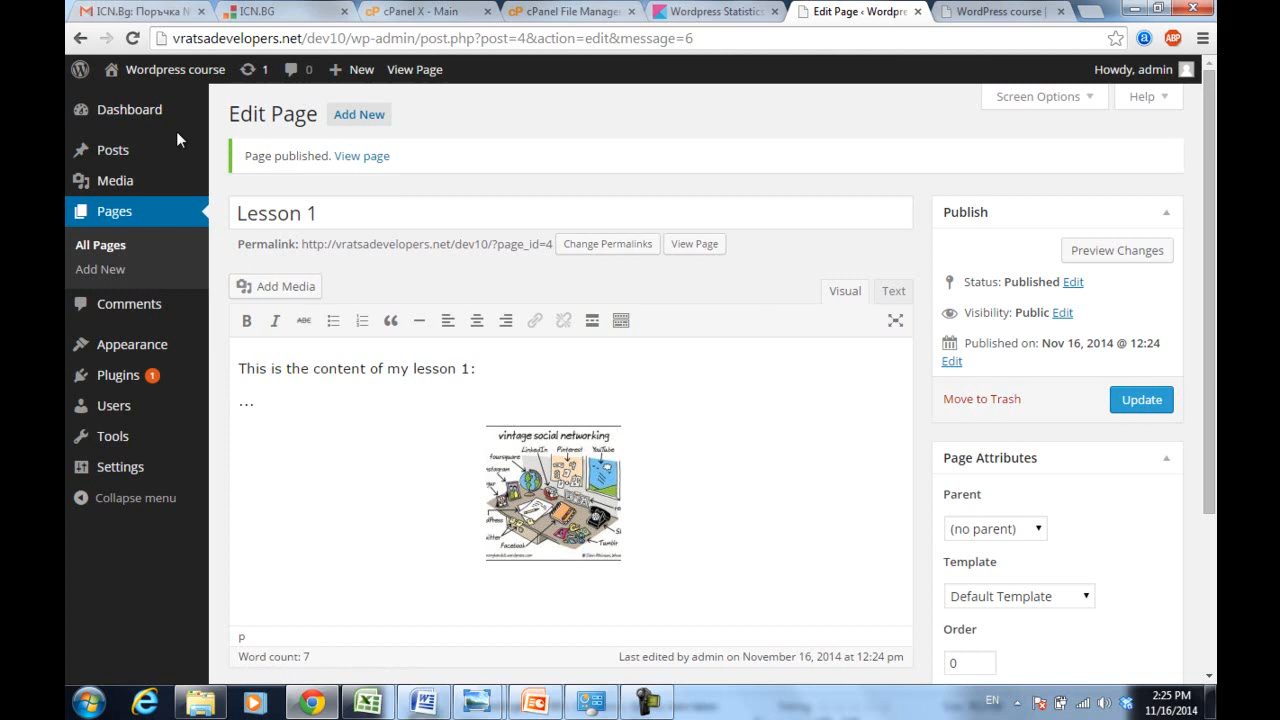 ICN.Bg: Поръчка N
ICN.BG
cPanel X - Main
cPanel File Manage
Wordpress Statistics
Edit Page ‹ Wordpre
WordPress course |
vratsadevelopers.net/dev10/wp-admin/post.php?post=4&action=edit&message=6
a
ABP
Wordpress course 1 0 + New View Page Howdy, admin
Screen Options Help
Dashboard
Posts
Media
Pages
All Pages
Add New
Comments
Appearance
Plugins 1
Users
Tools
Settings
Collapse menu
Edit Page Add New
Page published. View page
Lesson 1
Permalink: http://vratsadevelopers.net/dev10/?page_id=4 Change Permalinks View Page
Add Media Visual Text
B I ABC
This is the content of my lesson 1:
...
vintage social networking
LinkedIn Pinterest YouTube
foursquare
Facebook
Tumblr
p
Word count: 7 Last edited by admin on November 16, 2014 at 12:24 pm
Publish
Preview Changes
Status: Published Edit
Visibility: Public Edit
Published on: Nov 16, 2014 @ 12:24
Edit
Move to Trash Update
Page Attributes
Parent
(no parent)
Template
Default Template
Order
0
EN 2:25 PM
11/16/2014